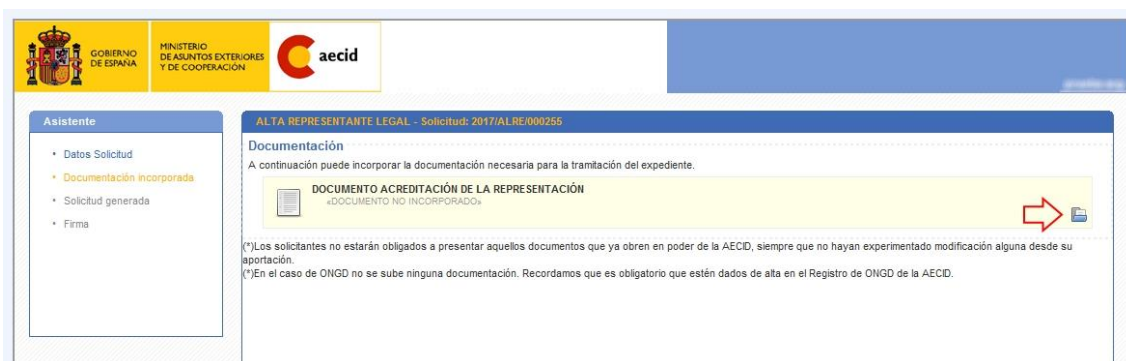 GOBIERNO
DE ESPAÑA
MINISTERIO
DE ASUNTOS EXTERIORES
Y DE COOPERACIÓN
aecid
Asistente
• Datos Solicitud
• Documentación incorporada
• Solicitud generada
• Firma
ALTA REPRESENTANTE LEGAL - Solicitud: 2017/ALRE/000255
Documentación
A continuación puede incorporar la documentación necesaria para la tramitación del expediente.
DOCUMENTO ACREDITACIÓN DE LA REPRESENTACIÓN
«DOCUMENTO NO INCORPORADO»
(*)Los solicitantes no estarán obligados a presentar aquellos documentos que ya obren en poder de la AECID, siempre que no hayan experimentado modificación alguna desde su
aportación.
(*)En el caso de ONGD no se sube ninguna documentación. Recordamos que es obligatorio que estén dados de alta en el Registro de ONGD de la AECID.